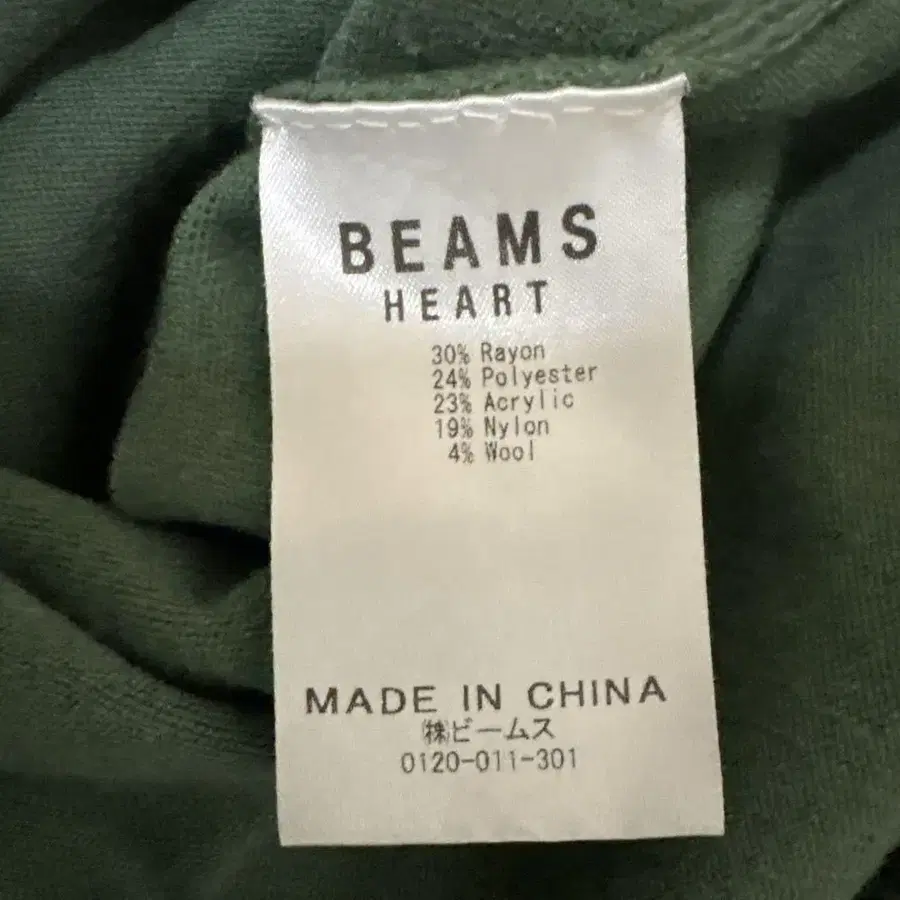 BEAMS
HEART
30% Rayon
24% Polyester
23% Acrylic
19% Nylon
4% Wool
MADE IN CHINA
㈱ビームス
0120-011-301